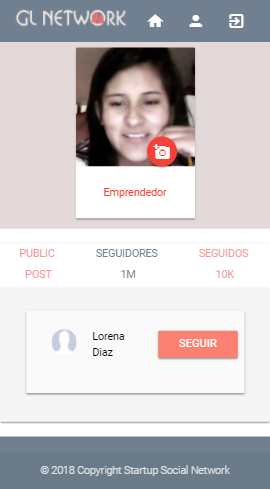 GL NETWORK
Emprendedor
PUBLIC SEGUIDORES SEGUIDOS
POST 1M 10K
Lorena
Diaz
SEGUIR
© 2018 Copyright Startup Social Network